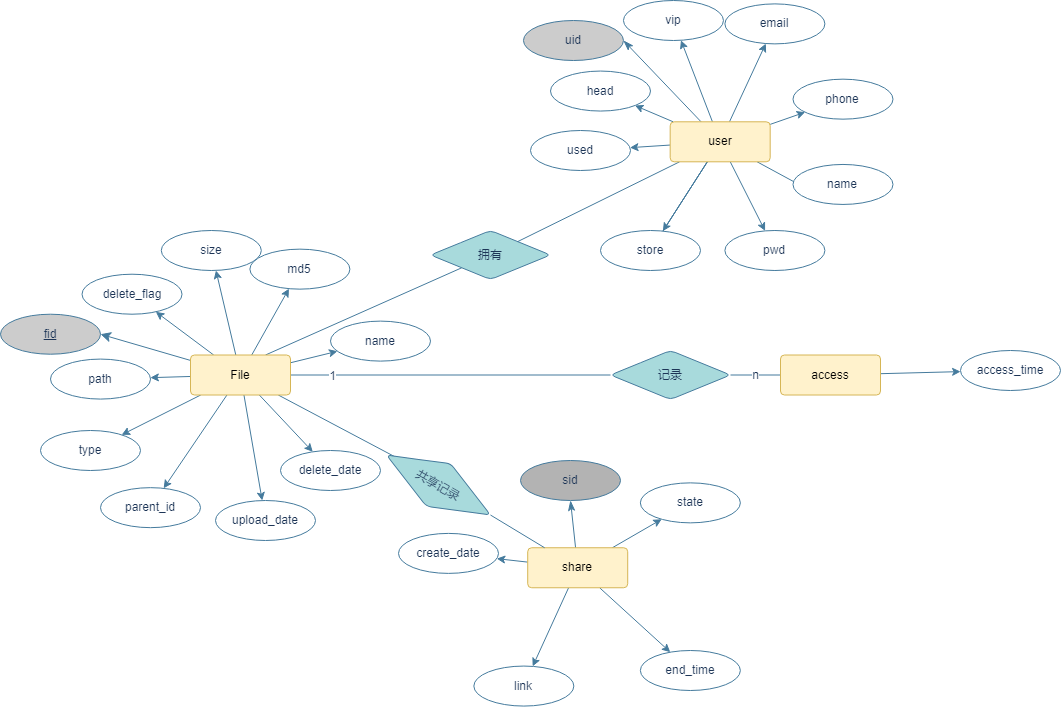 vip
email
uid
head
phone
user
used
name
store
pwd
拥有
size
md5
delete_flag
fid
name
path
File
1
记录
n
access
access_time
type
delete_date
parent_id
upload_date
共享记录
sid
state
create_date
share
link
end_time